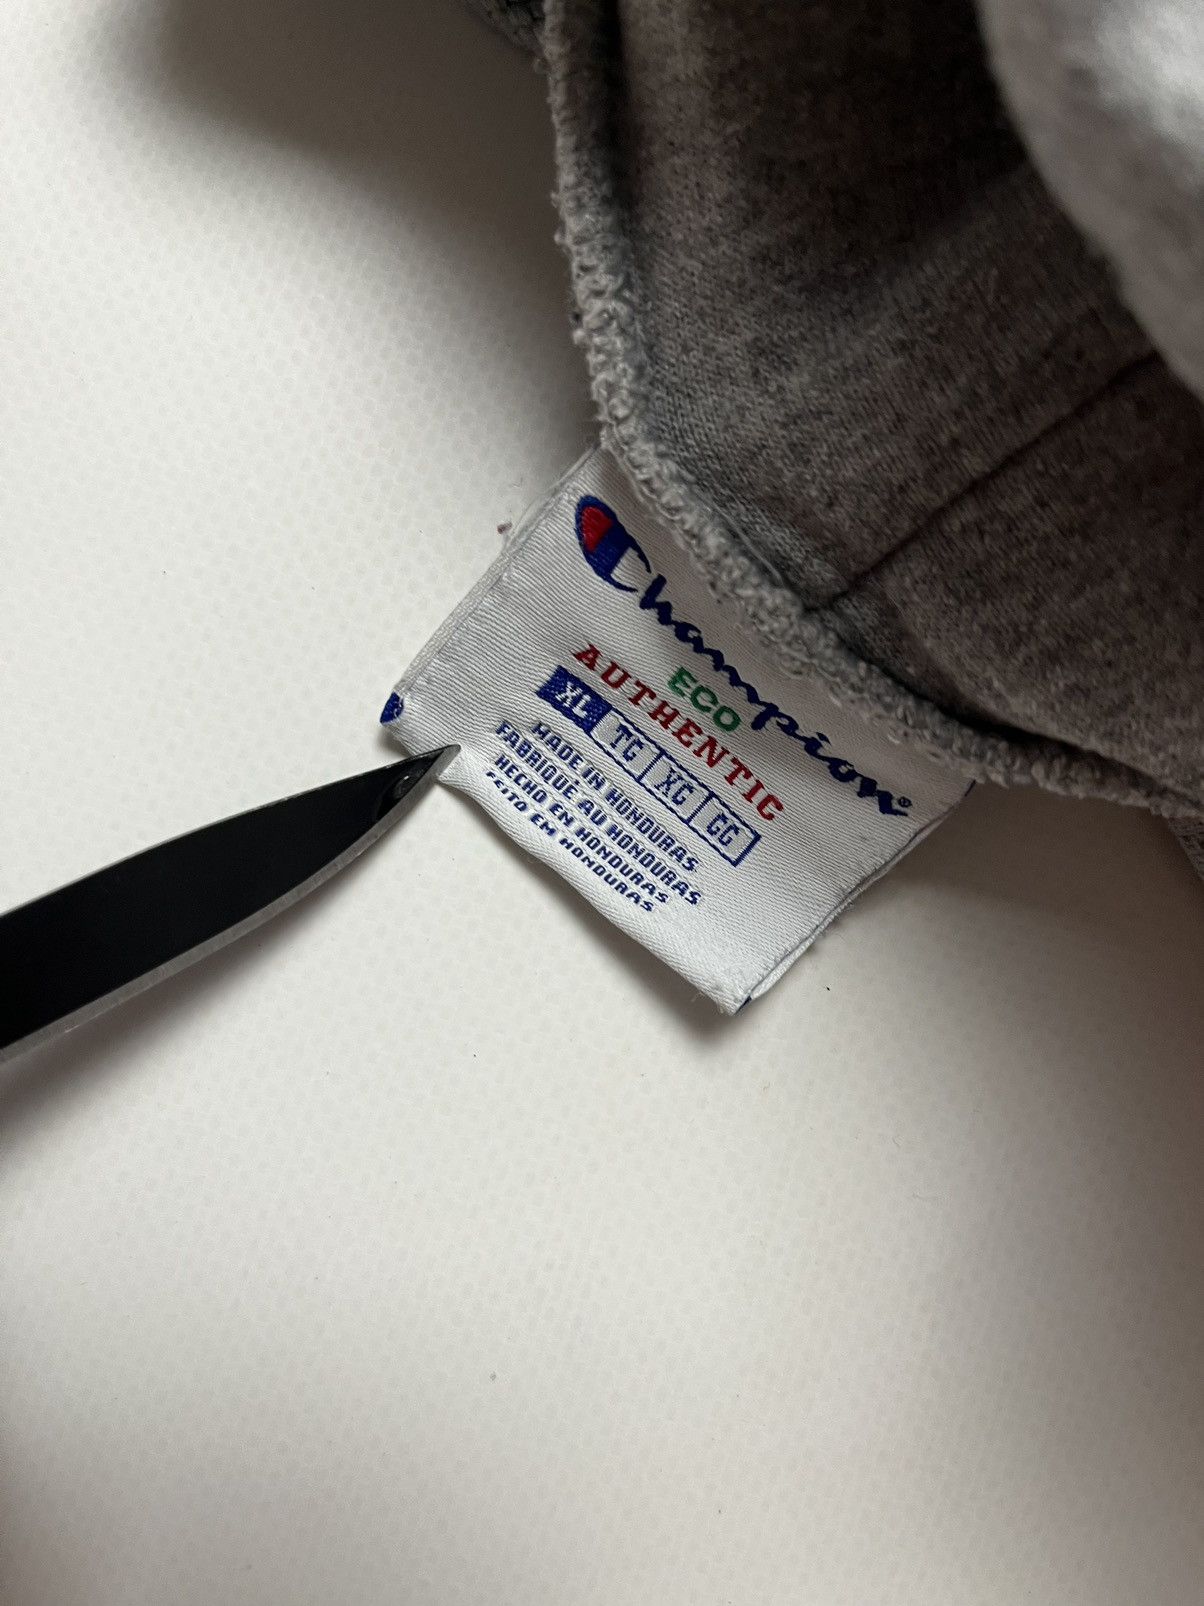 Champion®
ECO
AUTHENTIC
XL TG XG GG
MADE IN HONDURAS
FABRIQUÉ AU HONDURAS
HECHO EN HONDURAS
FEITO EM HONDURAS